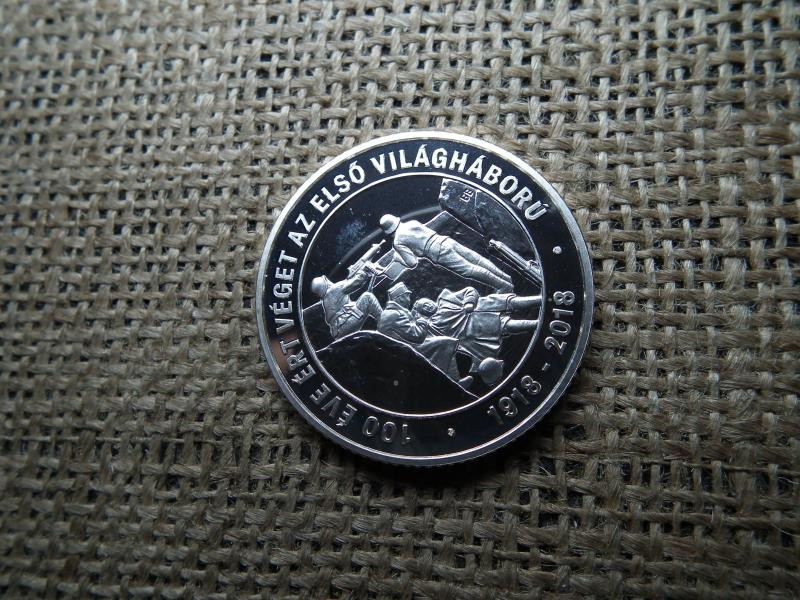 100 ÉVE ÉRT VÉGET AZ ELSŐ VILÁGHÁBORÚ
1918 - 2018